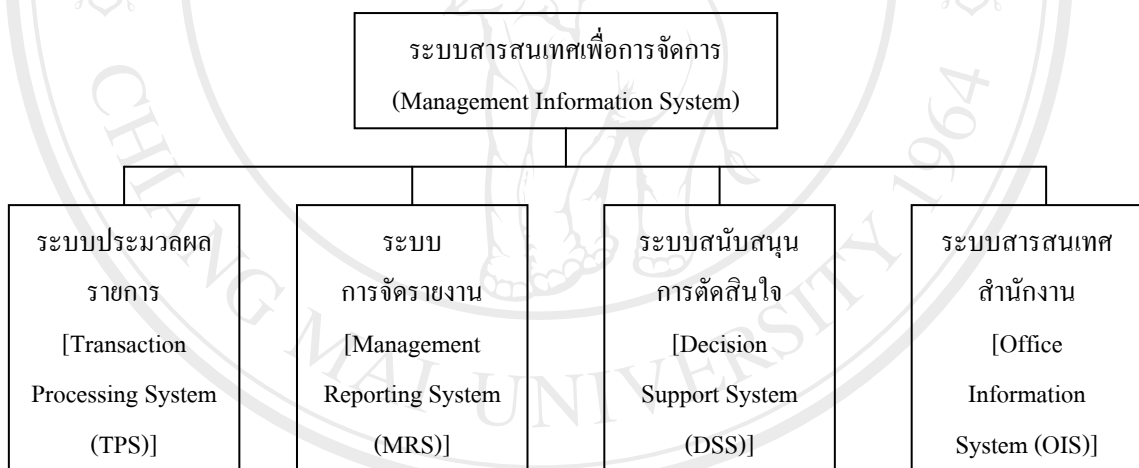 ระบบสารสนเทศเพื่อการจัดการ
(Management Information System)
ระบบประมวลผล
รายการ
[Transaction
Processing System
(TPS)]
ระบบ
การจัดรายงาน
[Management
Reporting System
(MRS)]
ระบบสนับสนุน
การตัดสินใจ
[Decision
Support System
(DSS)]
ระบบสารสนเทศ
สำนักงาน
[Office
Information
System (OIS)]
CHIANG MAI UNIVERSITY 1964